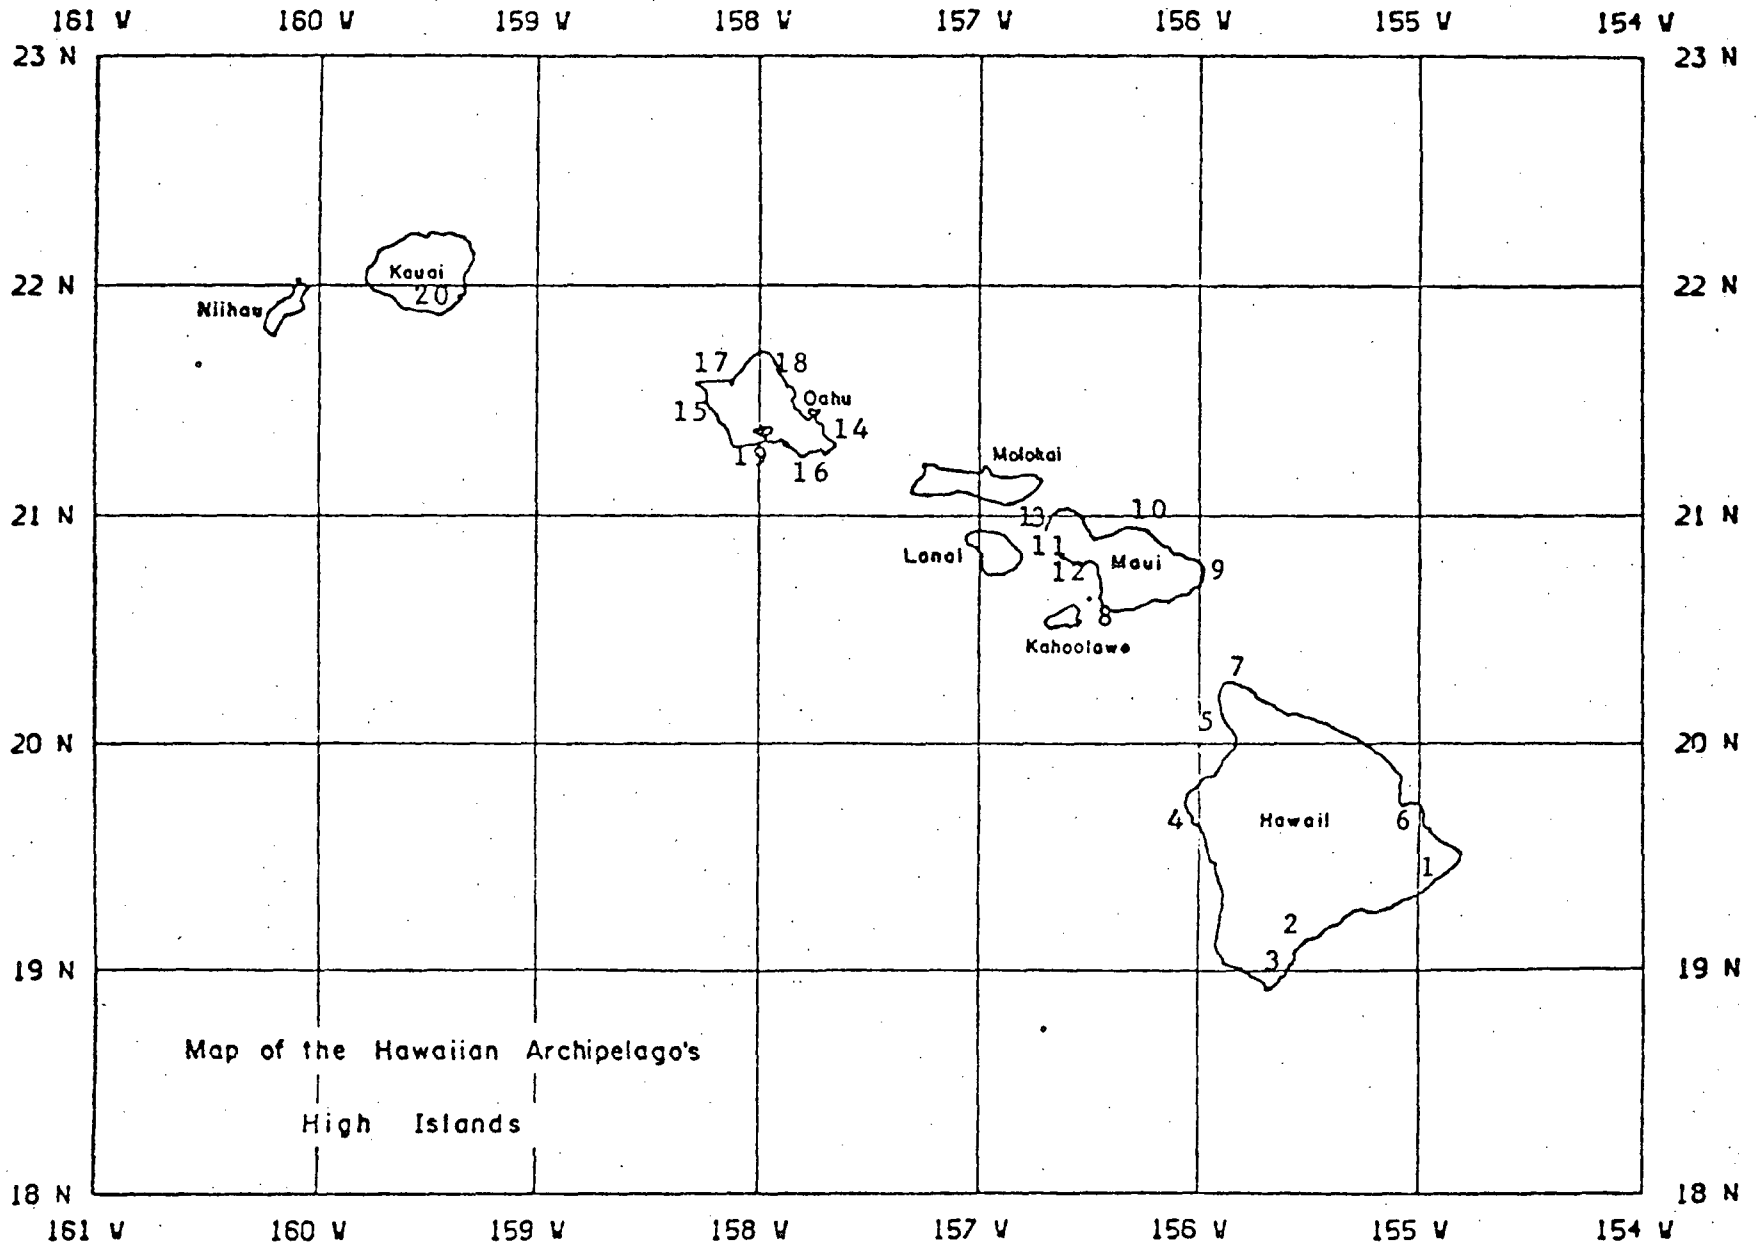 161 W 160 W 159 W 158 W 157 W 156 W 155 W 154 W
23 N 23 N
Kauai
22 N 20 22 N
Niihau
17 18
Oahu
15
14
19 16
Molokai
10
21 N 13 21 N
11
Lanai Maui 9
12
8
Kahoolawe
7
5
20 N 20 N
4 Hawaii 6
1
2
3
19 N 19 N
Map of the Hawaiian Archipelago's
High Islands
18 N 18 N
161 W 160 W 159 W 158 W 157 W 156 W 155 W 154 W